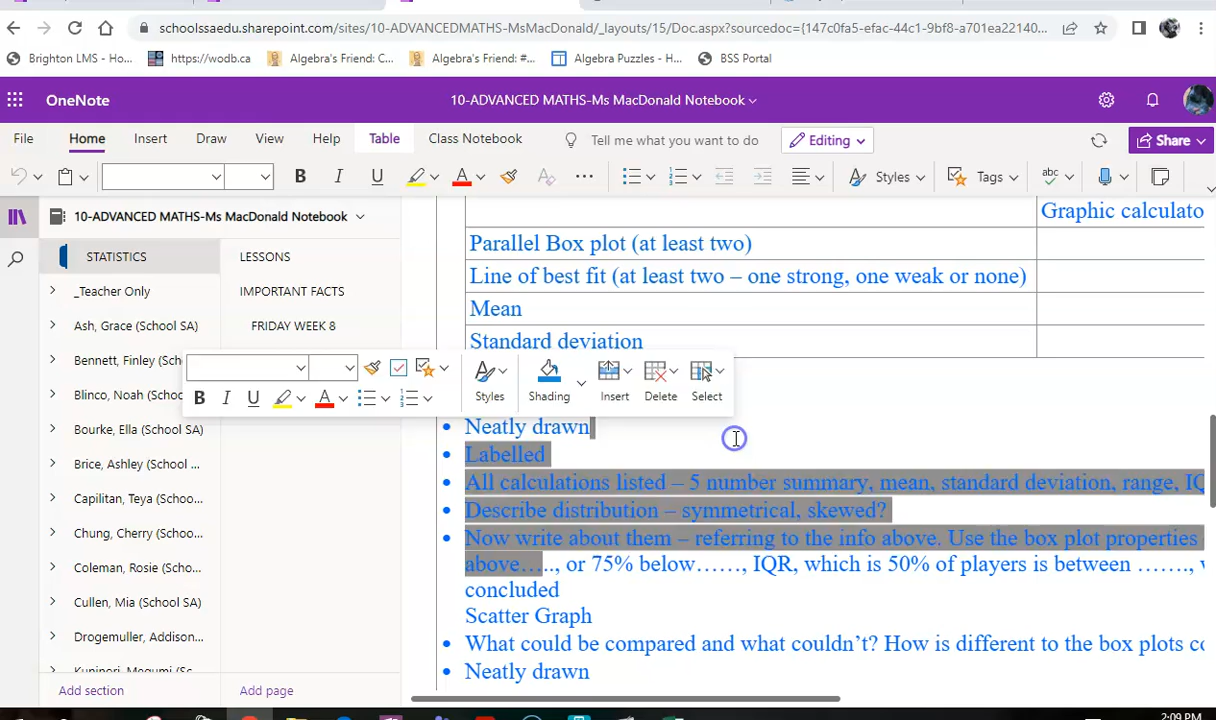 schoolssaedu.sharepoint.com/sites/10-ADVANCEDMATHS-MsMacDonald/_layouts/15/Doc.aspx?sourcedoc={147c0fa5-efac-44c1-9bf8-a701ea22140...
Brighton LMS - Ho... https://wodb.ca Algebra's Friend: C... Algebra's Friend: #... Algebra Puzzles - H... BSS Portal
OneNote 10-ADVANCED MATHS-Ms MacDonald Notebook
File Home Insert Draw View Help Table Class Notebook Tell me what you want to do Editing Share
B I U A A Styles Tags abc
10-ADVANCED MATHS-Ms MacDonald Notebook
STATISTICS
_Teacher Only
Ash, Grace (School SA)
Bennett, Finley (Sch
Blinco, Noah (Schoo
Bourke, Ella (School SA)
Brice, Ashley (School ...
Capilitan, Teya (Schoo...
Chung, Cherry (School...
Coleman, Rosie (Scho...
Cullen, Mia (School SA)
Drogemuller, Addison...
Kuninori, Megumi (Sc
Add section
LESSONS
IMPORTANT FACTS
FRIDAY WEEK 8
Add page
Graphic calculato
Parallel Box plot (at least two)
Line of best fit (at least two – one strong, one weak or none)
Mean
Standard deviation
Styles Shading Insert Delete Select
B I U A
• Neatly drawn
• Labelled
• All calculations listed – 5 number summary, mean, standard deviation, range, IQ
• Describe distribution – symmetrical, skewed?
• Now write about them – referring to the info above. Use the box plot properties
above….., or 75% below……, IQR, which is 50% of players is between …….,
concluded
Scatter Graph
• What could be compared and what couldn't? How is different to the box plots co
• Neatly drawn
2:09 PM